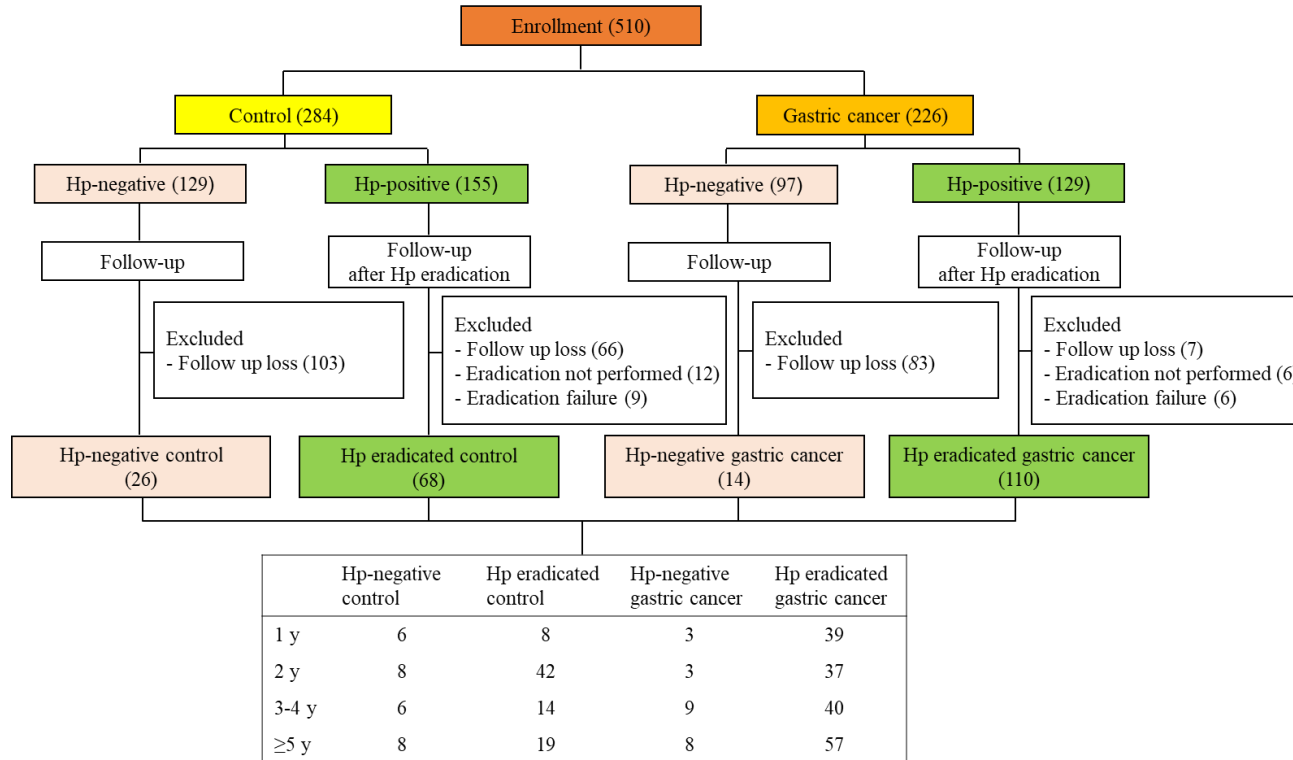 Enrollment (510)
Control (284)
Gastric cancer (226)
Hp-negative (129)
Hp-positive (155)
Hp-negative (97)
Hp-positive (129)
Follow-up
Follow-up
after Hp eradication
Follow-up
Follow-up
after Hp eradication
Excluded
- Follow up loss (103)
Excluded
- Follow up loss (66)
- Eradication not performed (12)
- Eradication failure (9)
Excluded
- Follow up loss (83)
Excluded
- Follow up loss (7)
- Eradication not performed (6
- Eradication failure (6)
Hp-negative control
(26)
Hp eradicated control
(68)
Hp-negative gastric cancer
(14)
Hp eradicated gastric cancer
(110)
Hp-negative control
Hp eradicated control
Hp-negative gastric cancer
Hp eradicated gastric cancer
1 y 6 8 3 39
2 y 8 42 3 37
3-4 y 6 14 9 40
≥5 y 8 19 8 57